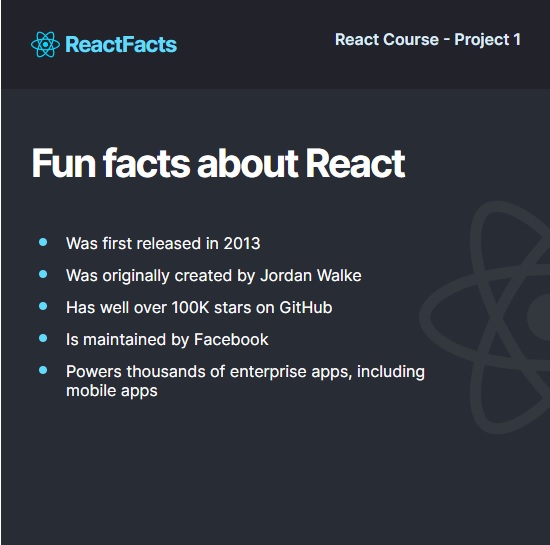 ReactFacts
React Course - Project 1
Fun facts about React
Was first released in 2013
Was originally created by Jordan Walke
Has well over 100K stars on GitHub
Is maintained by Facebook
Powers thousands of enterprise apps, including
mobile apps